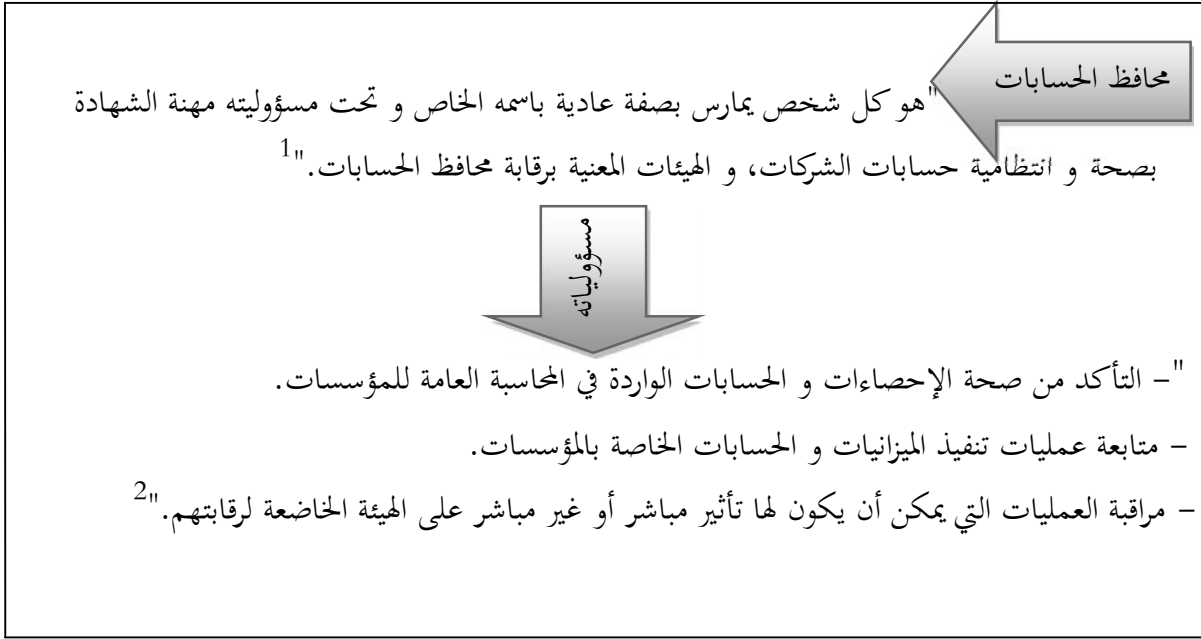 محافظ الحسابات
"هو كل شخص يمارس بصفة عادية باسمه الخاص و تحت مسؤوليته مهنة الشهادة
بصحة و انتظامية حسابات الشركات، و الهيئات المعنية برقابة محافظ الحسابات."1
مسؤولياته
"– التأكد من صحة الإحصاءات و الحسابات الواردة في المحاسبة العامة للمؤسسات.
– متابعة عمليات تنفيذ الميزانيات و الحسابات الخاصة بالمؤسسات.
– مراقبة العمليات التي يمكن أن يكون لها تأثير مباشر أو غير مباشر على الهيئة الخاضعة لرقابتهم."2